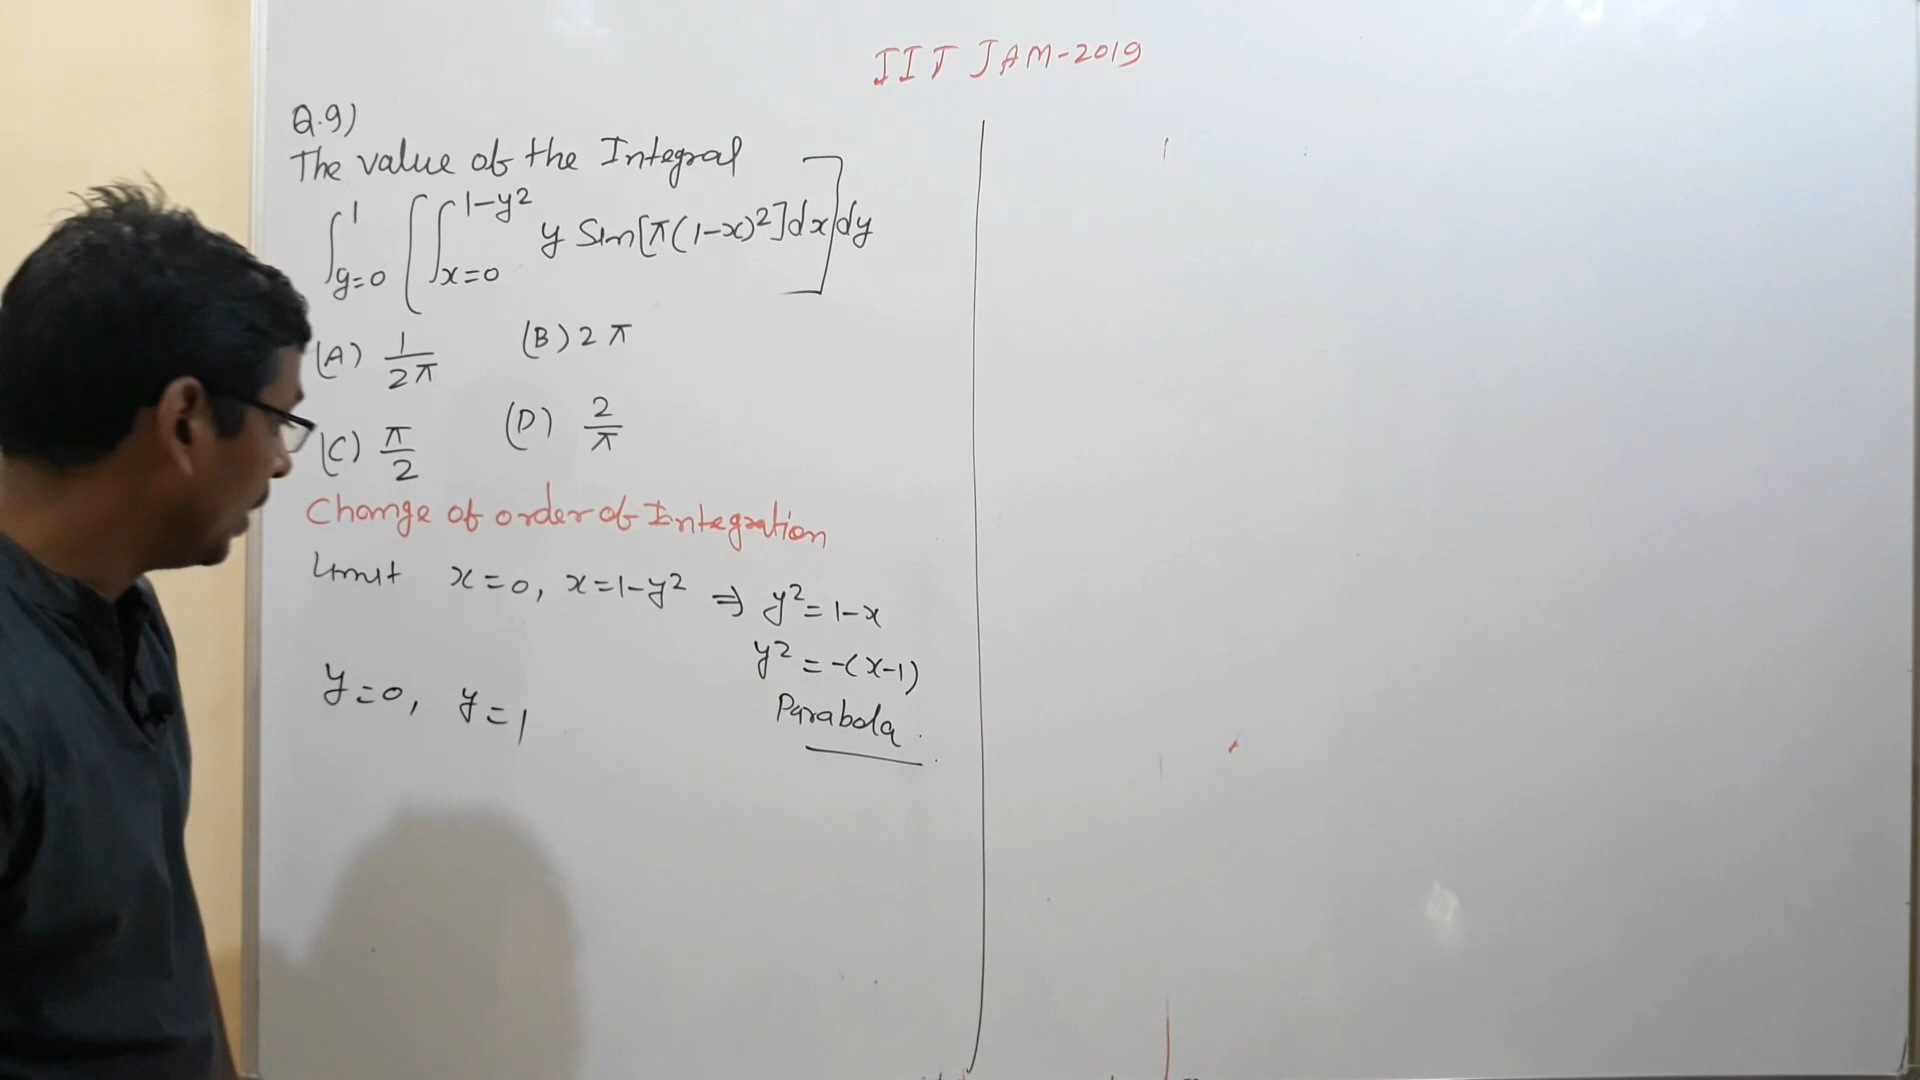 IIT JAM-2019
Q.9)
The value of the Integral
∫_{y=0}^{1} [∫_{x=0}^{1-y²} y Sin[π(1-x)²]dx]dy
(A) 1/2π (B) 2π
(C) π/2 (D) 2/π
Change of order of Integration
Limit x=0, x=1-y² ⇒ y²=1-x
y²=-(x-1)
y=0, y=1
Parabola